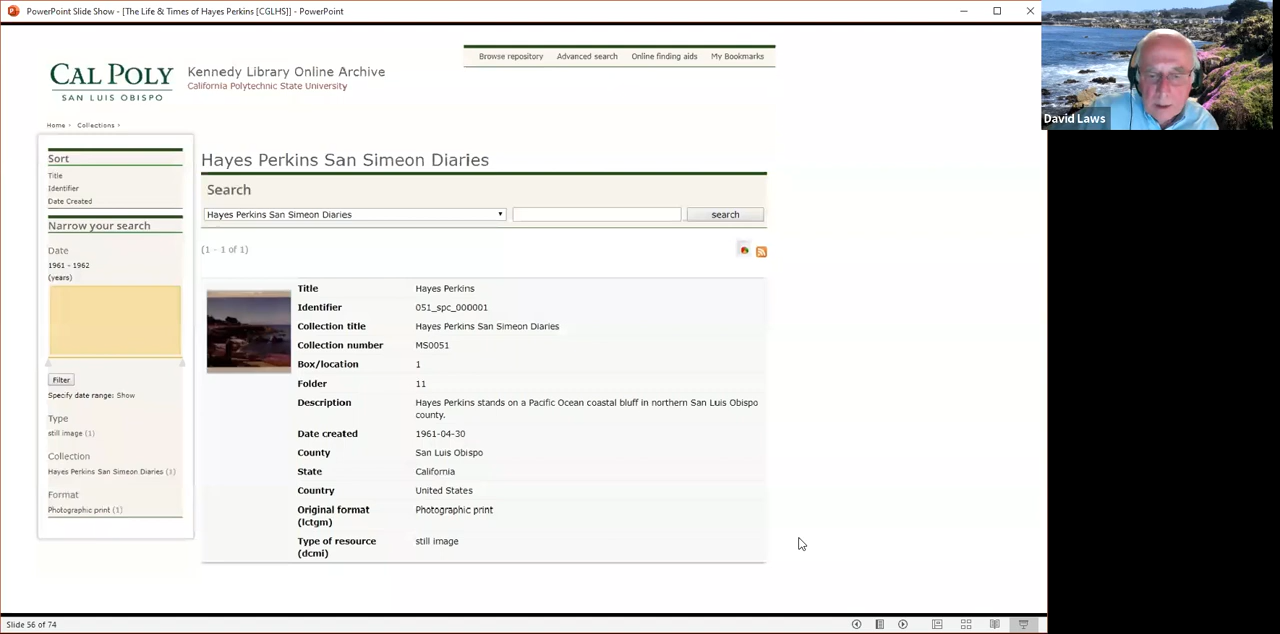 PowerPoint Slide Show - [The Life & Times of Hayes Perkins [CGLHS]] - PowerPoint
David Laws
Browse repository Advanced search Online finding aids My Bookmarks
CAL POLY
SAN LUIS OBISPO
Kennedy Library Online Archive
California Polytechnic State University
Home › Collections ›
Sort
Title
Identifier
Date Created
Narrow your search
Date
1961 - 1962
(years)
Filter
Specify date range: Show
Type
still image (1)
Collection
Hayes Perkins San Simeon Diaries (1)
Format
Photographic print (1)
Hayes Perkins San Simeon Diaries
Search
Hayes Perkins San Simeon Diaries search
(1 - 1 of 1)
Title Hayes Perkins
Identifier 051_spc_000001
Collection title Hayes Perkins San Simeon Diaries
Collection number MS0051
Box/location 1
Folder 11
Description Hayes Perkins stands on a Pacific Ocean coastal bluff in northern San Luis Obispo
county.
Date created 1961-04-30
County San Luis Obispo
State California
Country United States
Original format Photographic print
(lctgm)
Type of resource still image
(dcmi)
Slide 56 of 74